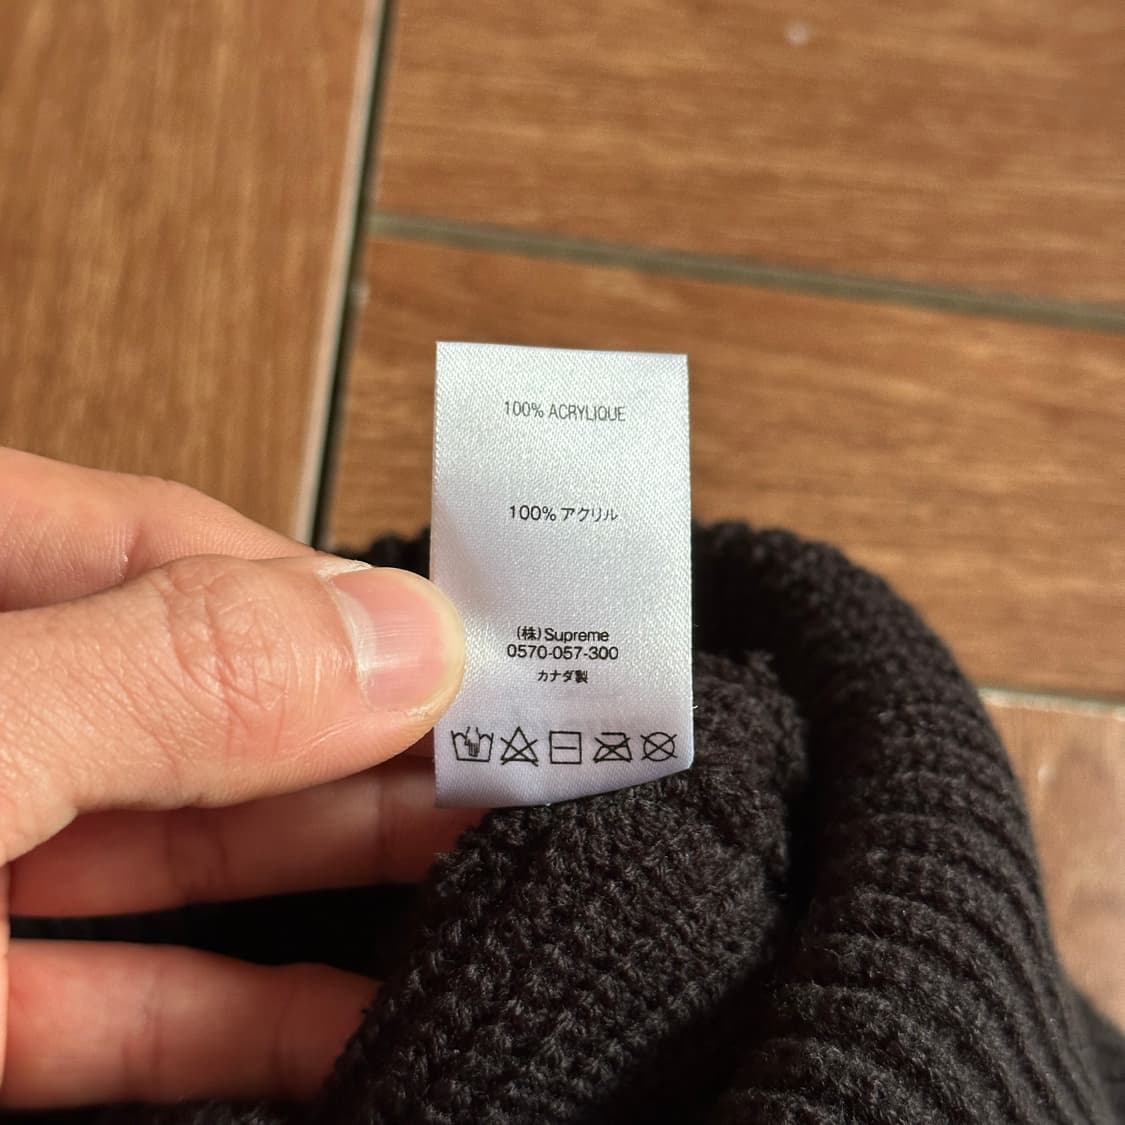 100% ACRYLIQUE
100% アクリル
(株)Supreme
0570-057-300
カナダ製